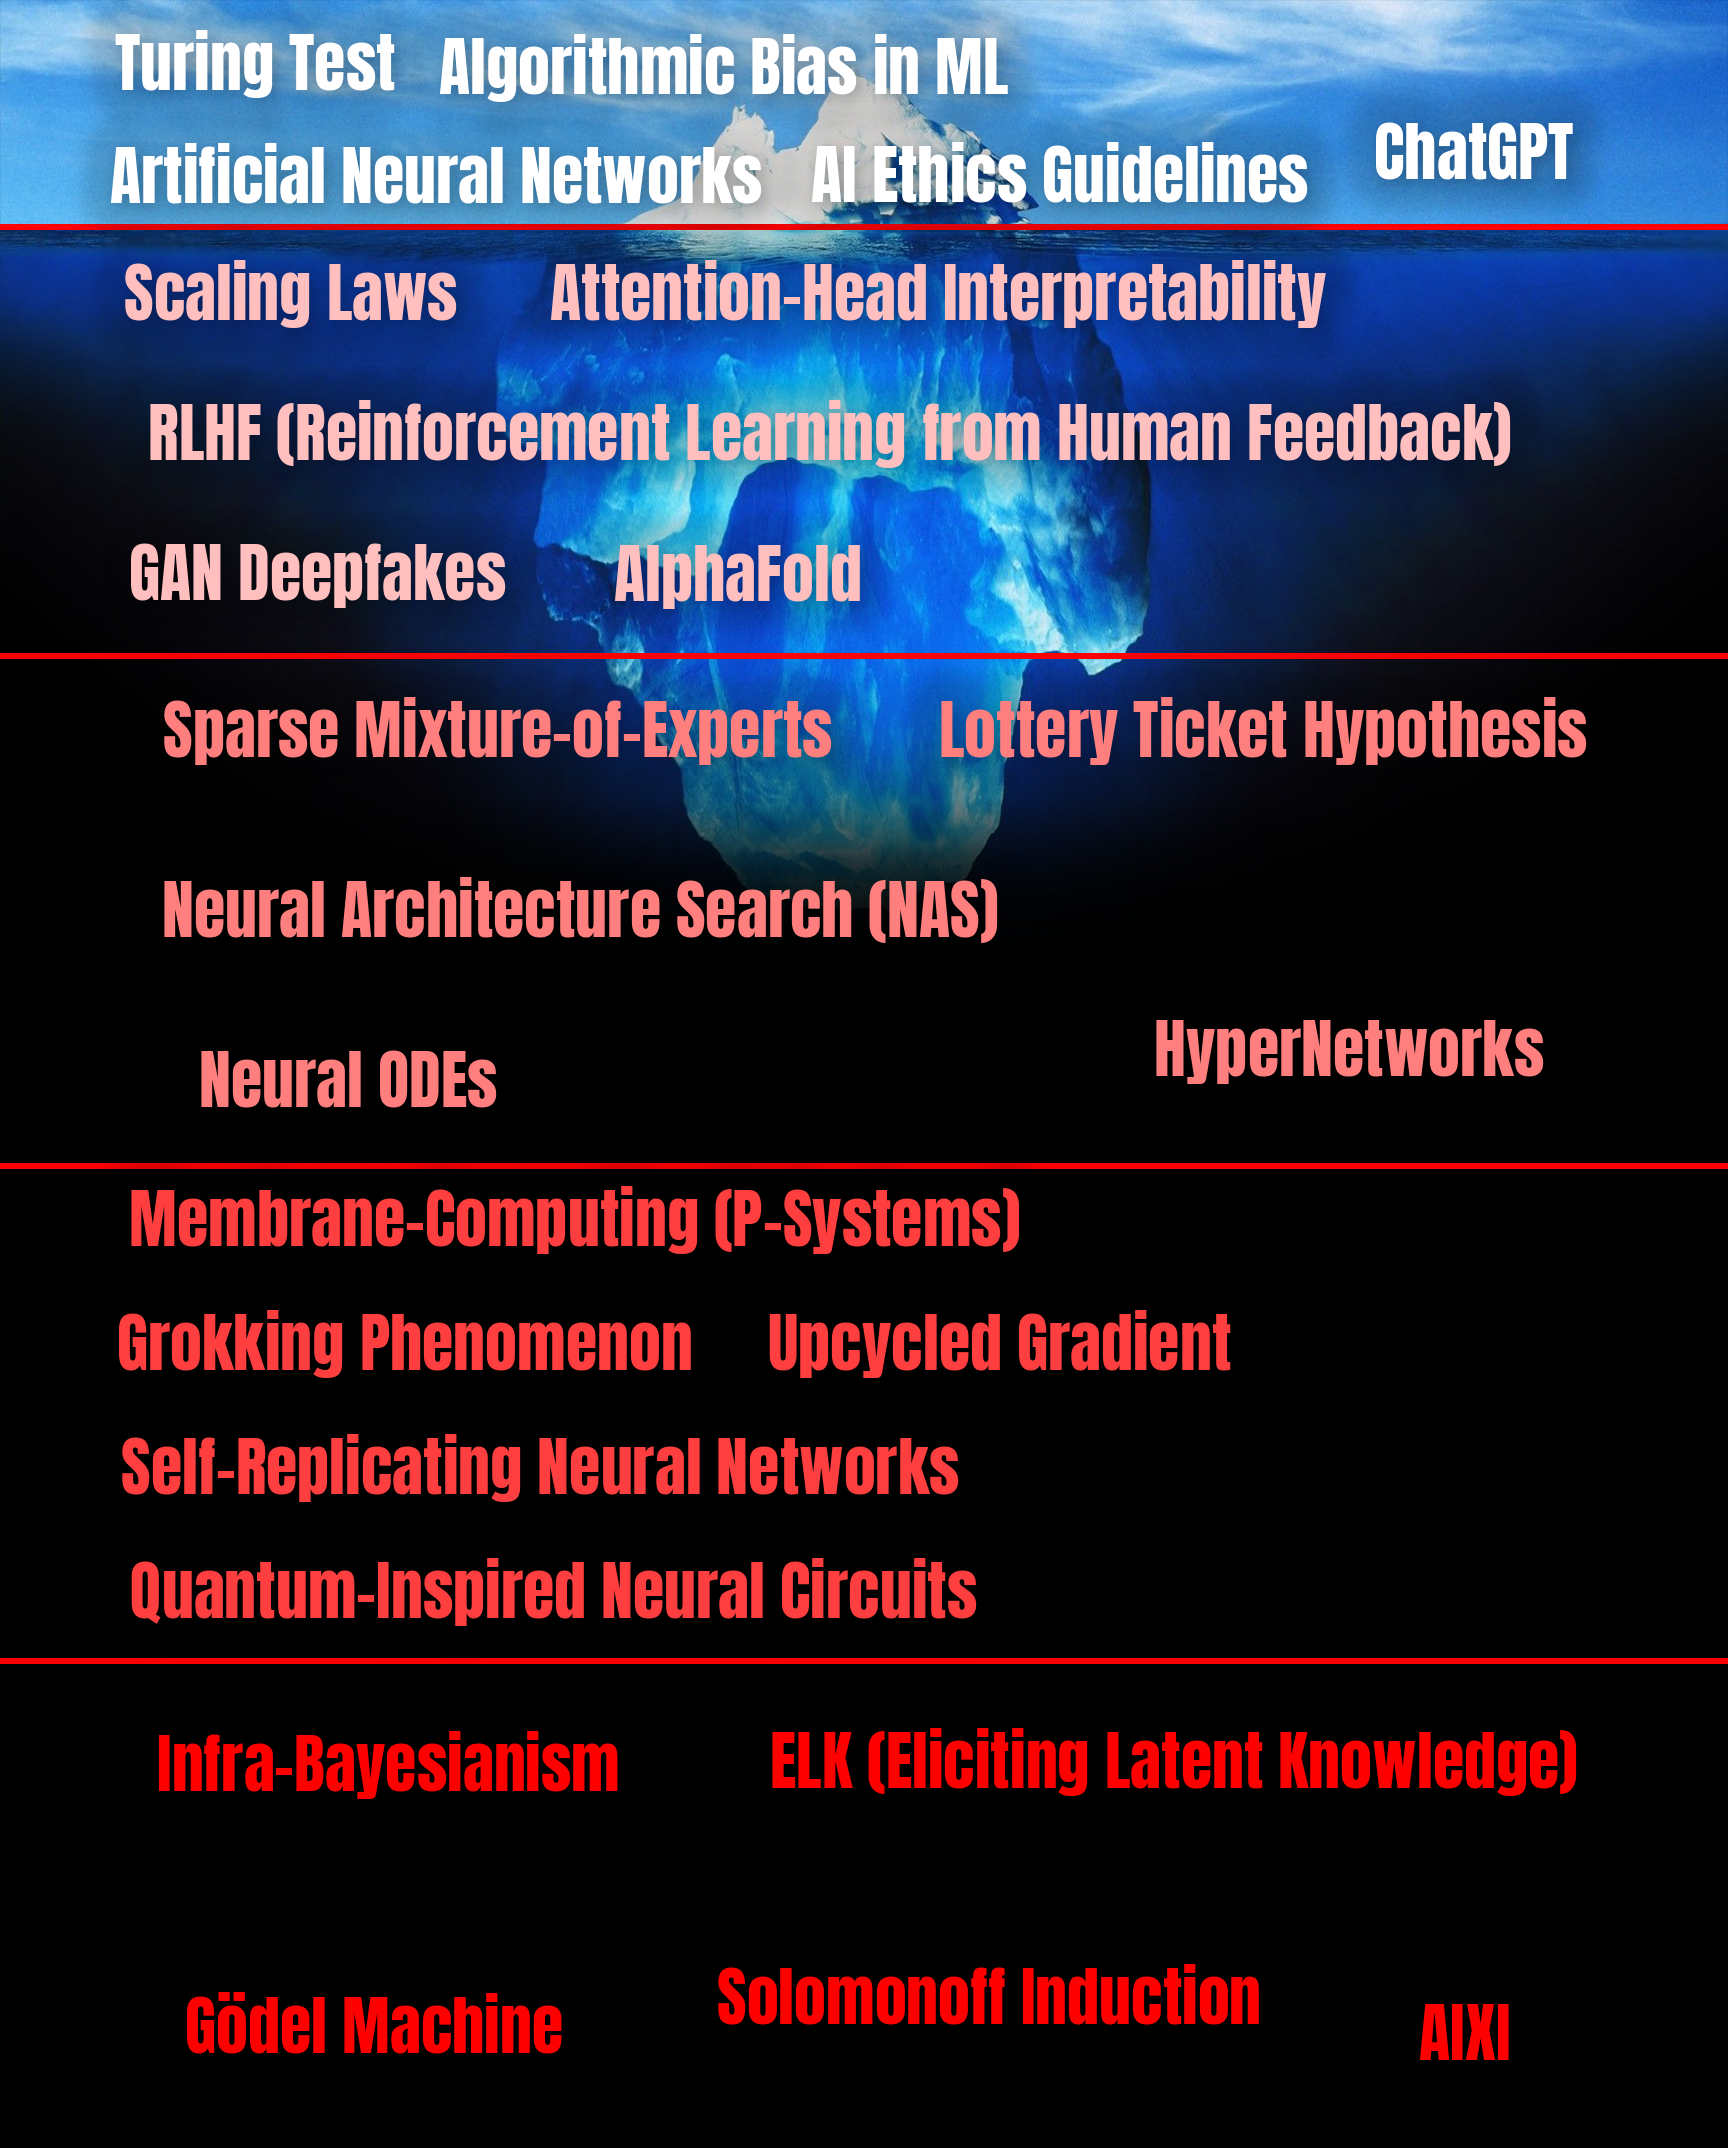 Turing Test Algorithmic Bias in ML
Artificial Neural Networks AI Ethics Guidelines ChatGPT
Scaling Laws Attention-Head Interpretability
RLHF (Reinforcement Learning from Human Feedback)
GAN Deepfakes AlphaFold
Sparse Mixture-of-Experts Lottery Ticket Hypothesis
Neural Architecture Search (NAS)
Neural ODEs HyperNetworks
Membrane-Computing (P-Systems)
Grokking Phenomenon Upcycled Gradient
Self-Replicating Neural Networks
Quantum-Inspired Neural Circuits
Infra-Bayesianism ELK (Eliciting Latent Knowledge)
Gödel Machine Solomonoff Induction AIXI